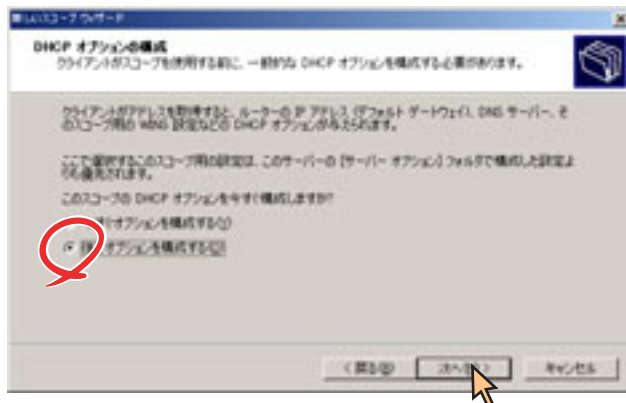 新しいスコープ ウィザード
DHCP オプションの構成
クライアントがスコープを使用する前に、一般的な DHCP オプションを構成する必要があります。
クライアントがアドレスを取得すると、ルーターの IP アドレス (デフォルト ゲートウェイ)、DNS サーバー、そ
のスコープ用の WINS 設定などの DHCP オプションが与えられます。
ここで選択するこのスコープ用の設定は、このサーバーの [サーバー オプション] フォルダで構成した設定よ
りも優先されます。
このスコープの DHCP オプションを今すぐ構成しますか?
オプションを構成する(Y)
オプションを構成する(O)
< 戻る(B)
次へ
キャンセル